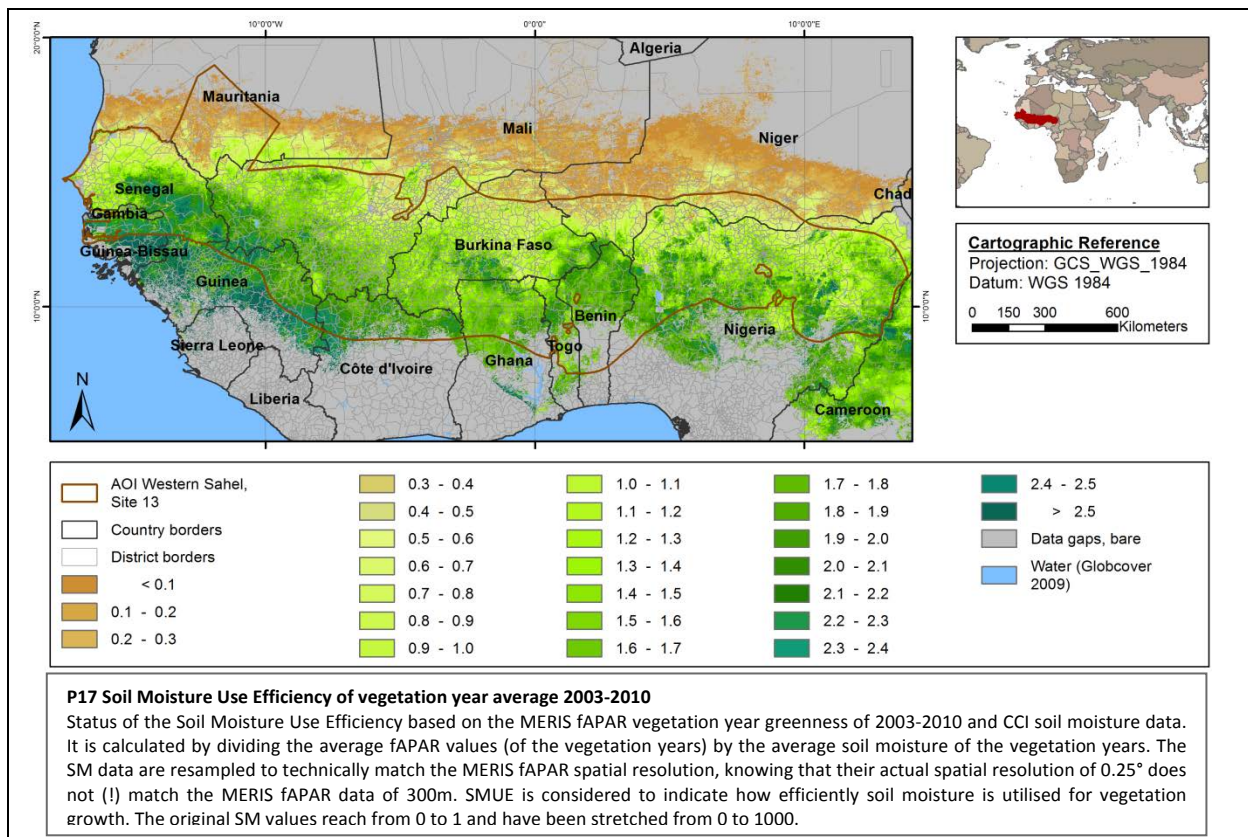 10°0'0"W
0°0'0"
10°0'0"E
20°0'0"N
Algeria
Mauritania
Mali
Niger
Chad
Senegal
Gambia
Burkina Faso
Guinea-Bissau
Guinea
Benin
10°0'0"N
10°0'0"N
Nigeria
Sierra Leone
Togo
Ghana
Côte d'Ivoire
N
Liberia
Cameroon
Cartographic Reference
Projection: GCS_WGS_1984
Datum: WGS 1984
0 150 300 600
Kilometers
AOI Western Sahel,
Site 13
Country borders
District borders
< 0.1
0.1 - 0.2
0.2 - 0.3
0.3 - 0.4
0.4 - 0.5
0.5 - 0.6
0.6 - 0.7
0.7 - 0.8
0.8 - 0.9
0.9 - 1.0
1.0 - 1.1
1.1 - 1.2
1.2 - 1.3
1.3 - 1.4
1.4 - 1.5
1.5 - 1.6
1.6 - 1.7
1.7 - 1.8
1.8 - 1.9
1.9 - 2.0
2.0 - 2.1
2.1 - 2.2
2.2 - 2.3
2.3 - 2.4
2.4 - 2.5
> 2.5
Data gaps, bare
Water (Globcover
2009)
P17 Soil Moisture Use Efficiency of vegetation year average 2003-2010
Status of the Soil Moisture Use Efficiency based on the MERIS fAPAR vegetation year greenness of 2003-2010 and CCI soil moisture data.
It is calculated by dividing the average fAPAR values (of the vegetation years) by the average soil moisture of the vegetation years. The
SM data are resampled to technically match the MERIS fAPAR spatial resolution, knowing that their actual spatial resolution of 0.25° does
not (!) match the MERIS fAPAR data of 300m. SMUE is considered to indicate how efficiently soil moisture is utilised for vegetation
growth. The original SM values reach from 0 to 1 and have been stretched from 0 to 1000.